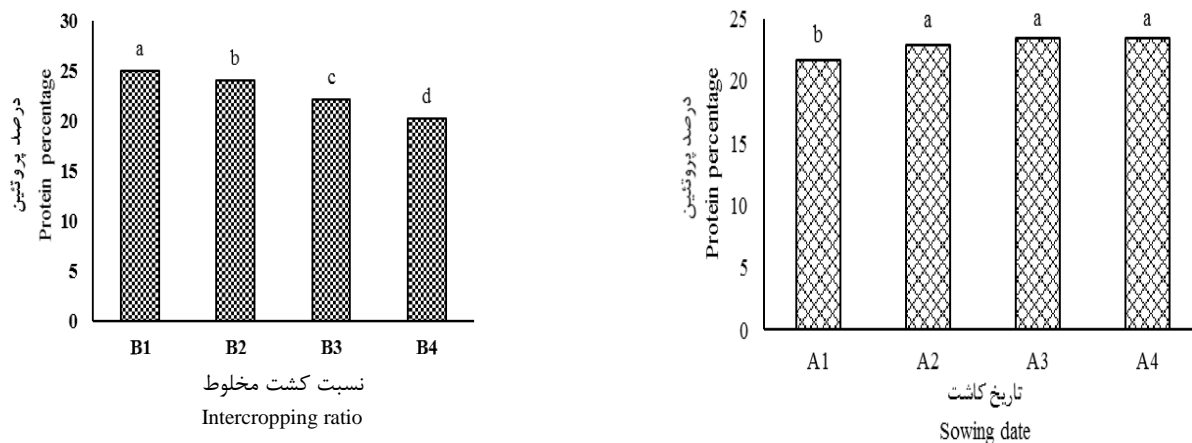 30
25
20
15
10
5
0
درصد پروتئین
Protein percentage
a
b
c
d
B1 B2 B3 B4
نسبت کشت مخلوط
Intercropping ratio
25
20
15
10
5
0
درصد پروتئین
Protein percentage
b
a
a
a
A1 A2 A3 A4
تاریخ کاشت
Sowing date